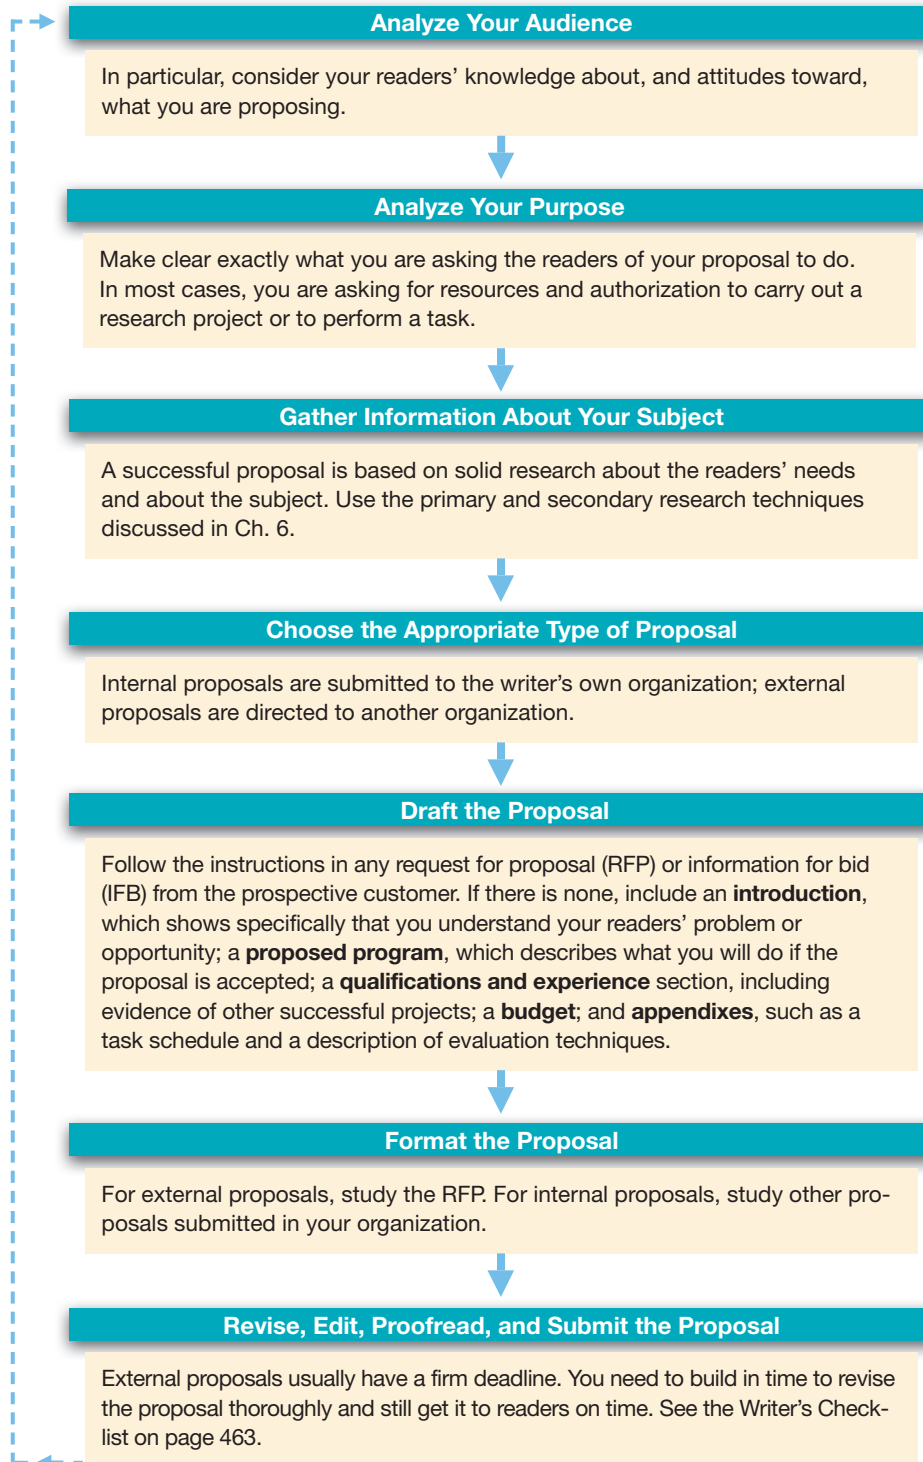 Analyze Your Audience
In particular, consider your readers’ knowledge about, and attitudes toward,
what you are proposing.
Analyze Your Purpose
Make clear exactly what you are asking the readers of your proposal to do.
In most cases, you are asking for resources and authorization to carry out a
research project or to perform a task.
Gather Information About Your Subject
A successful proposal is based on solid research about the readers’ needs
and about the subject. Use the primary and secondary research techniques
discussed in Ch. 6.
Choose the Appropriate Type of Proposal
Internal proposals are submitted to the writer’s own organization; external
proposals are directed to another organization.
Draft the Proposal
Follow the instructions in any request for proposal (RFP) or information for bid
(IFB) from the prospective customer. If there is none, include an introduction,
which shows specifically that you understand your readers’ problem or
opportunity; a proposed program, which describes what you will do if the
proposal is accepted; a qualifications and experience section, including
evidence of other successful projects; a budget; and appendixes, such as a
task schedule and a description of evaluation techniques.
Format the Proposal
For external proposals, study the RFP. For internal proposals, study other pro-
posals submitted in your organization.
Revise, Edit, Proofread, and Submit the Proposal
External proposals usually have a firm deadline. You need to build in time to revise
the proposal thoroughly and still get it to readers on time. See the Writer’s Check-
list on page 463.